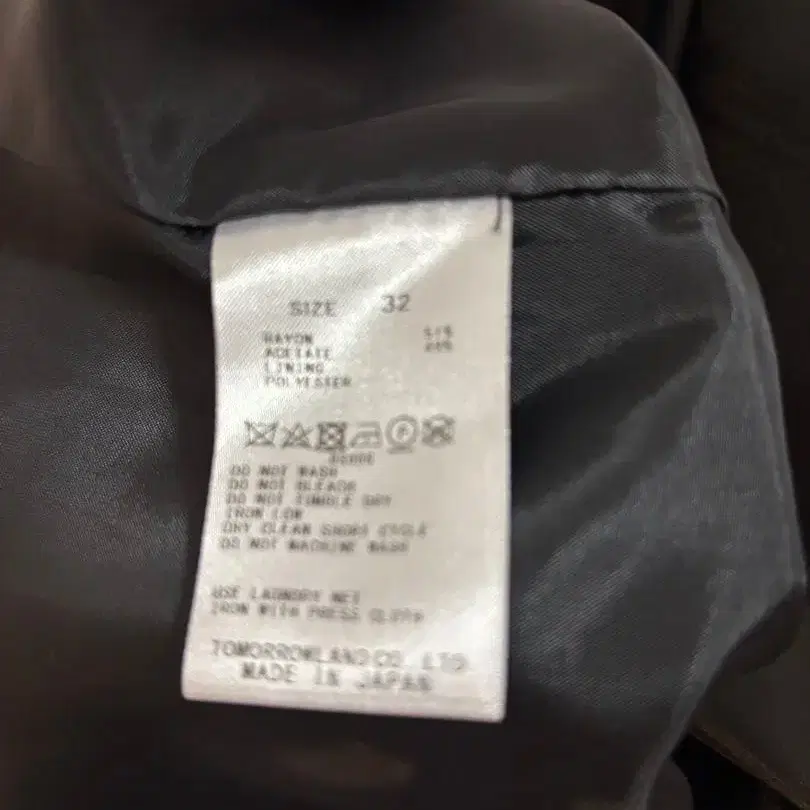 SIZE 32
RAYON
ACETATE
LINING
POLYESTER
DO NOT WASH
DO NOT BLEACH
DO NOT TUMBLE DRY
IRON LOW
DRY CLEAN SHORT CYCLE
DO NOT MACHINE WASH
USE LAUNDRY NET
IRON WITH PRESS CLOTH
TOMORROWLAND CO. LTD
MADE IN JAPAN